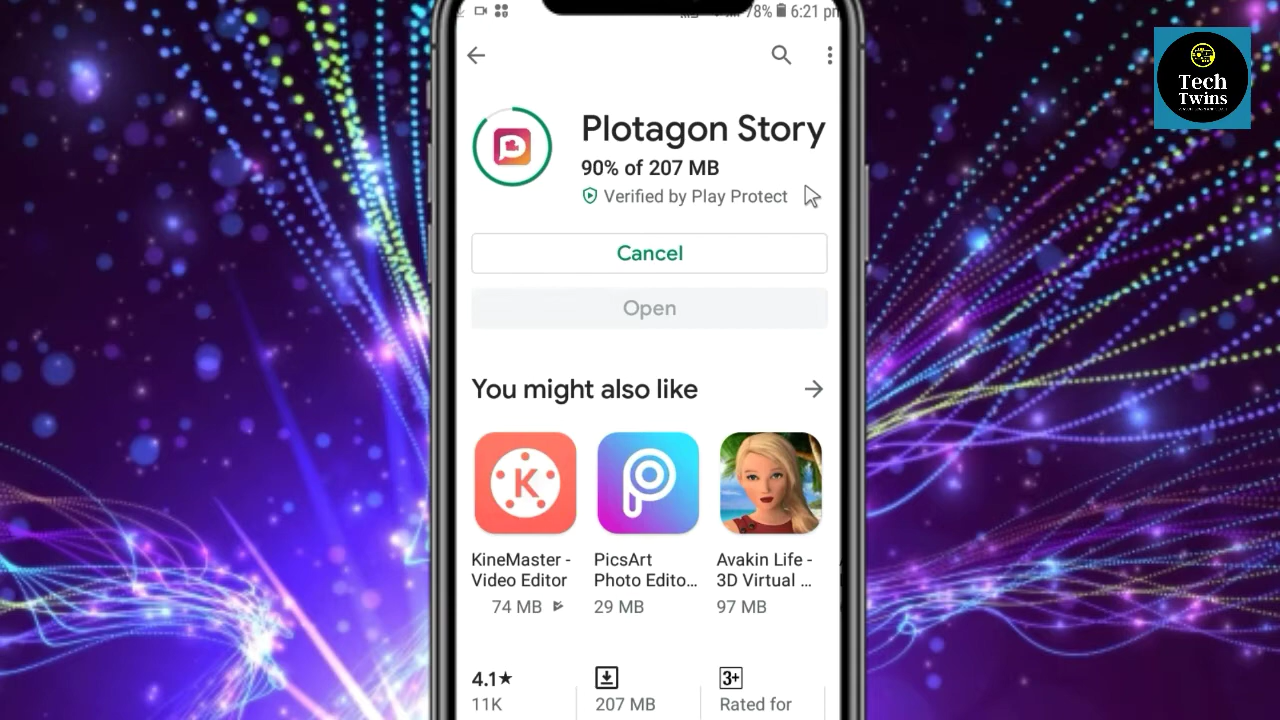 78% 6:21 pm
Tech
Twins
Plotagon Story
90% of 207 MB
Verified by Play Protect
Cancel
Open
You might also like
K
KineMaster -
Video Editor
74 MB
PicsArt
Photo Edito...
29 MB
Avakin Life -
3D Virtual ...
97 MB
4.1★
11K
207 MB
3+
Rated for